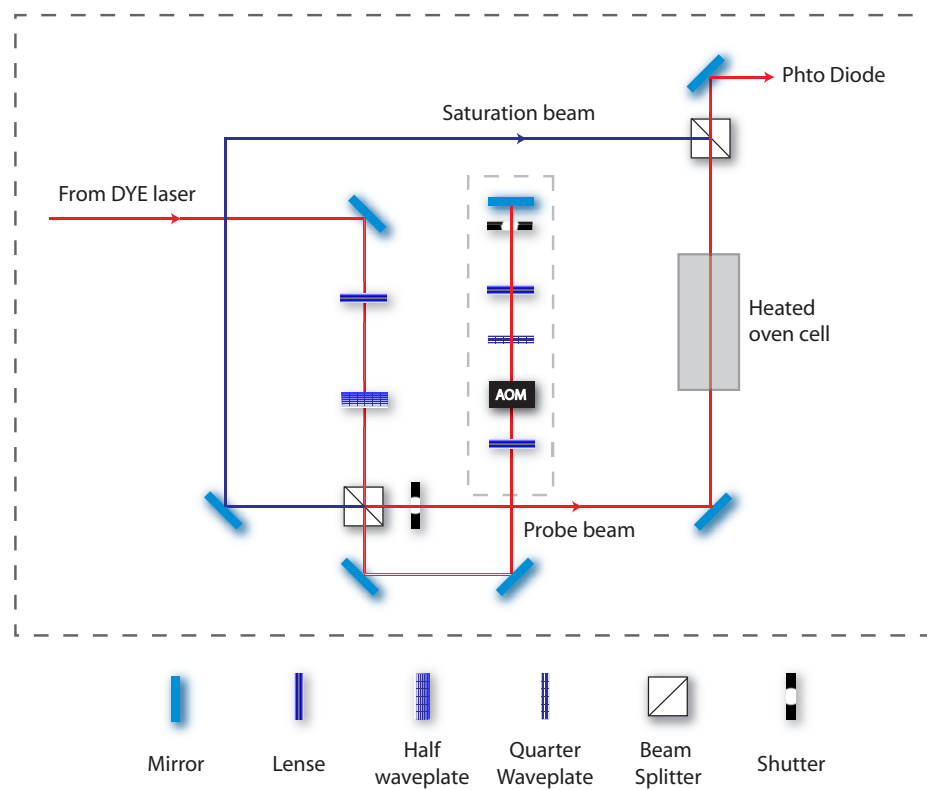 Phto Diode
Saturation beam
From DYE laser
Heated
oven cell
AOM
Probe beam
Mirror
Lense
Half
waveplate
Quarter
Waveplate
Beam
Splitter
Shutter